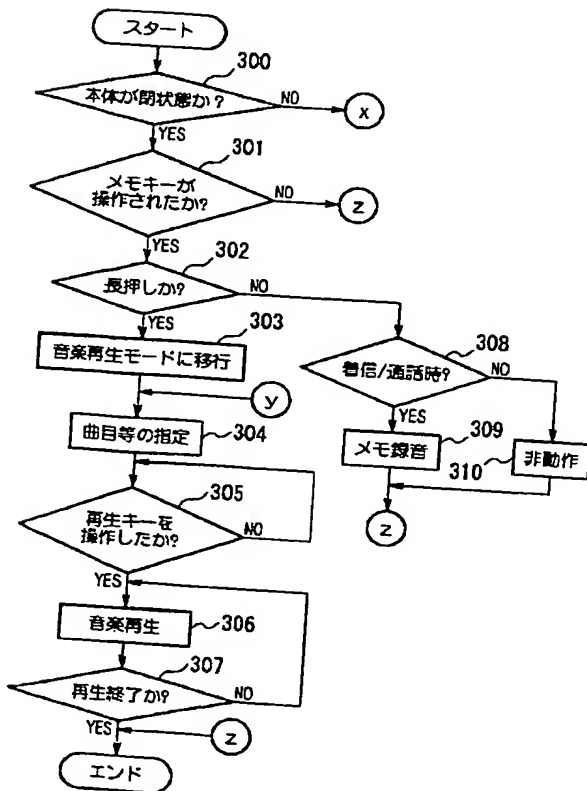 スタート
300
本体が閉状態か?
NO
x
YES
301
メモキーが
操作されたか?
NO
z
YES
302
長押しか?
NO
YES
303
音楽再生モードに移行
308
着信/通話時?
NO
YES
y
曲目等の指定
304
309
メモ録音
310
非動作
305
再生キーを
操作したか?
NO
z
YES
音楽再生
306
307
再生終了か?
NO
YES
z
エンド